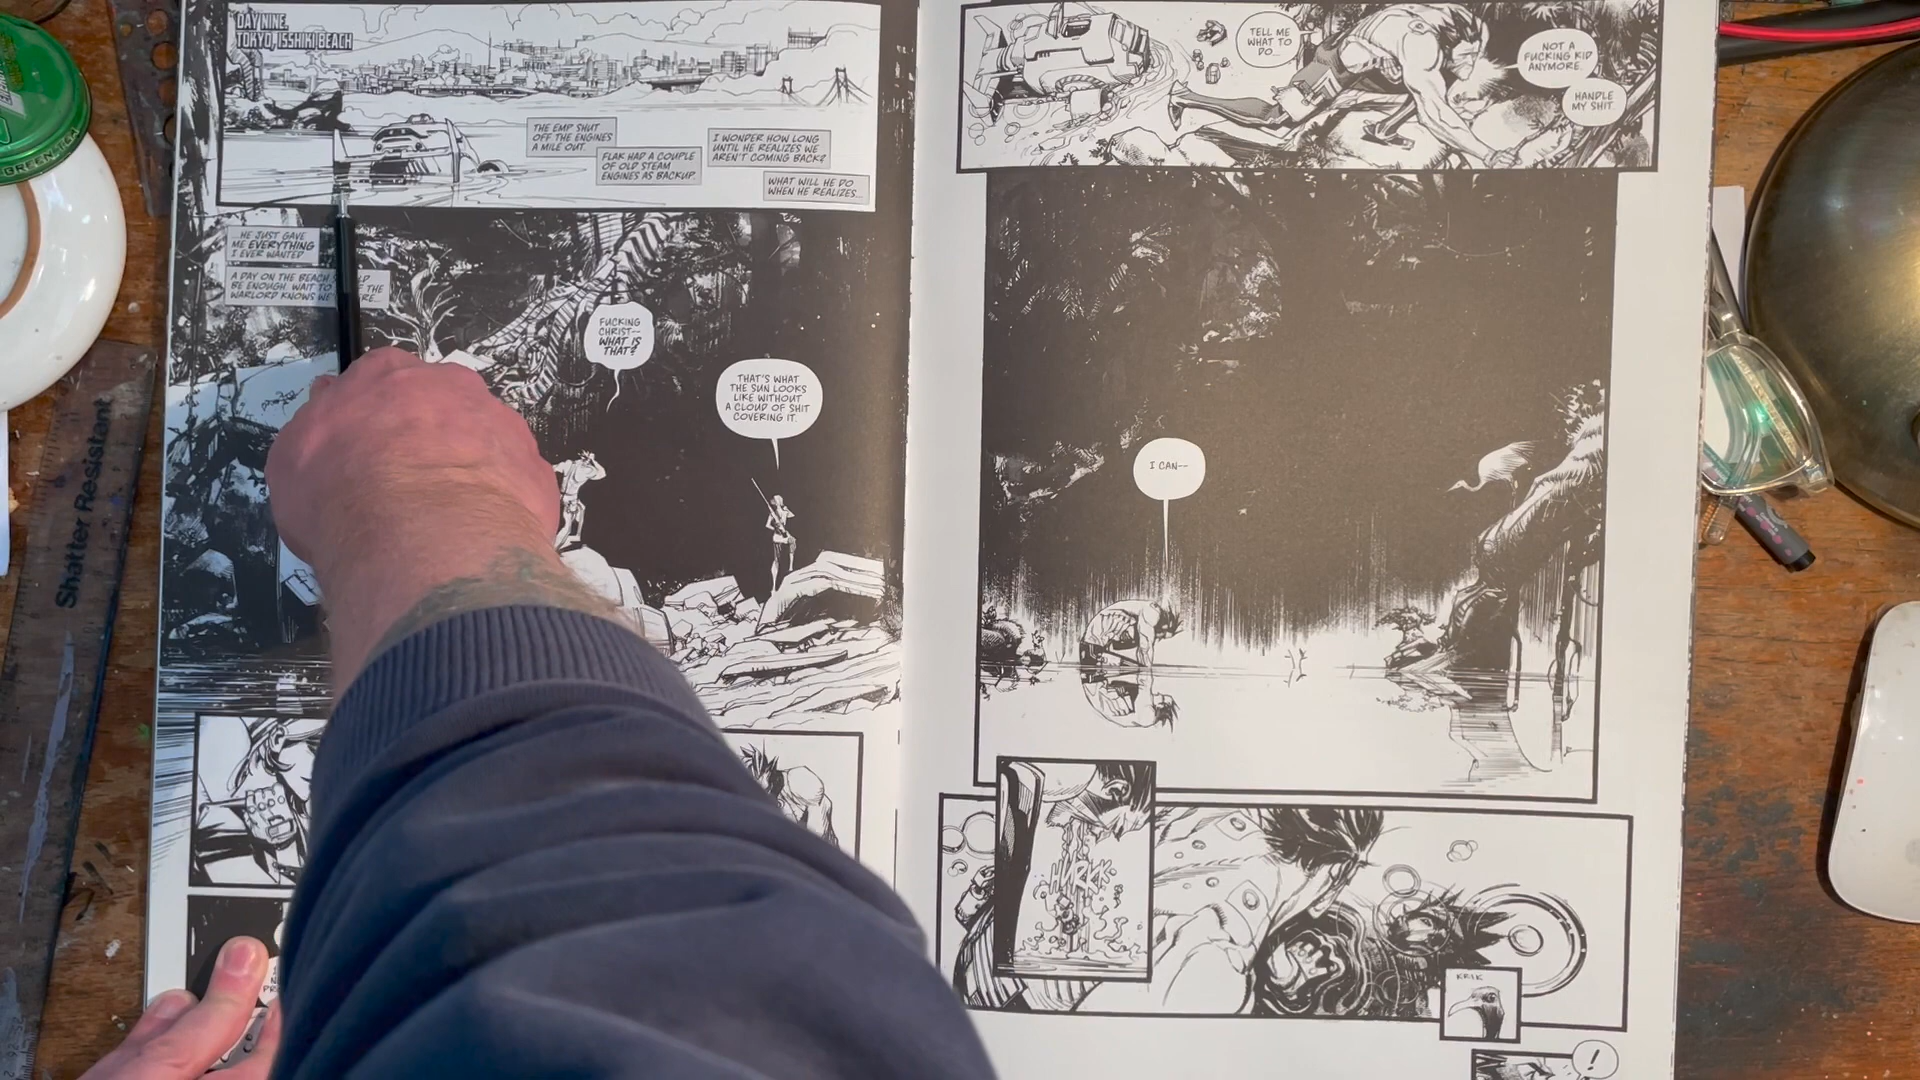 DAY NINE.
TOKYO, ISSHIKI BEACH
THE EMP SHUT
OFF THE ENGINES
A MILE OUT.
FLAK HAD A COUPLE
OF OLD STEAM
ENGINES AS BACKUP.
I WONDER HOW LONG
UNTIL HE REALIZES WE
AREN'T COMING BACK?
WHAT WILL HE DO
WHEN HE REALIZES...
...HE JUST GAVE
ME EVERYTHING
I EVER WANTED
A DAY ON THE BEACH
BE ENOUGH. WAIT TO THE
WARLORD KNOWS
FUCKING
CHRIST--
WHAT IS
THAT?
THAT'S WHAT
THE SUN LOOKS
LIKE WITHOUT
A CLOUD OF SHIT
COVERING IT.
TELL ME
WHAT TO
DO...
NOT A
FUCKING KID
ANYMORE.
HANDLE
MY SHIT.
I CAN--
KRIK
!
Shatter Resistant
GREEN TEA